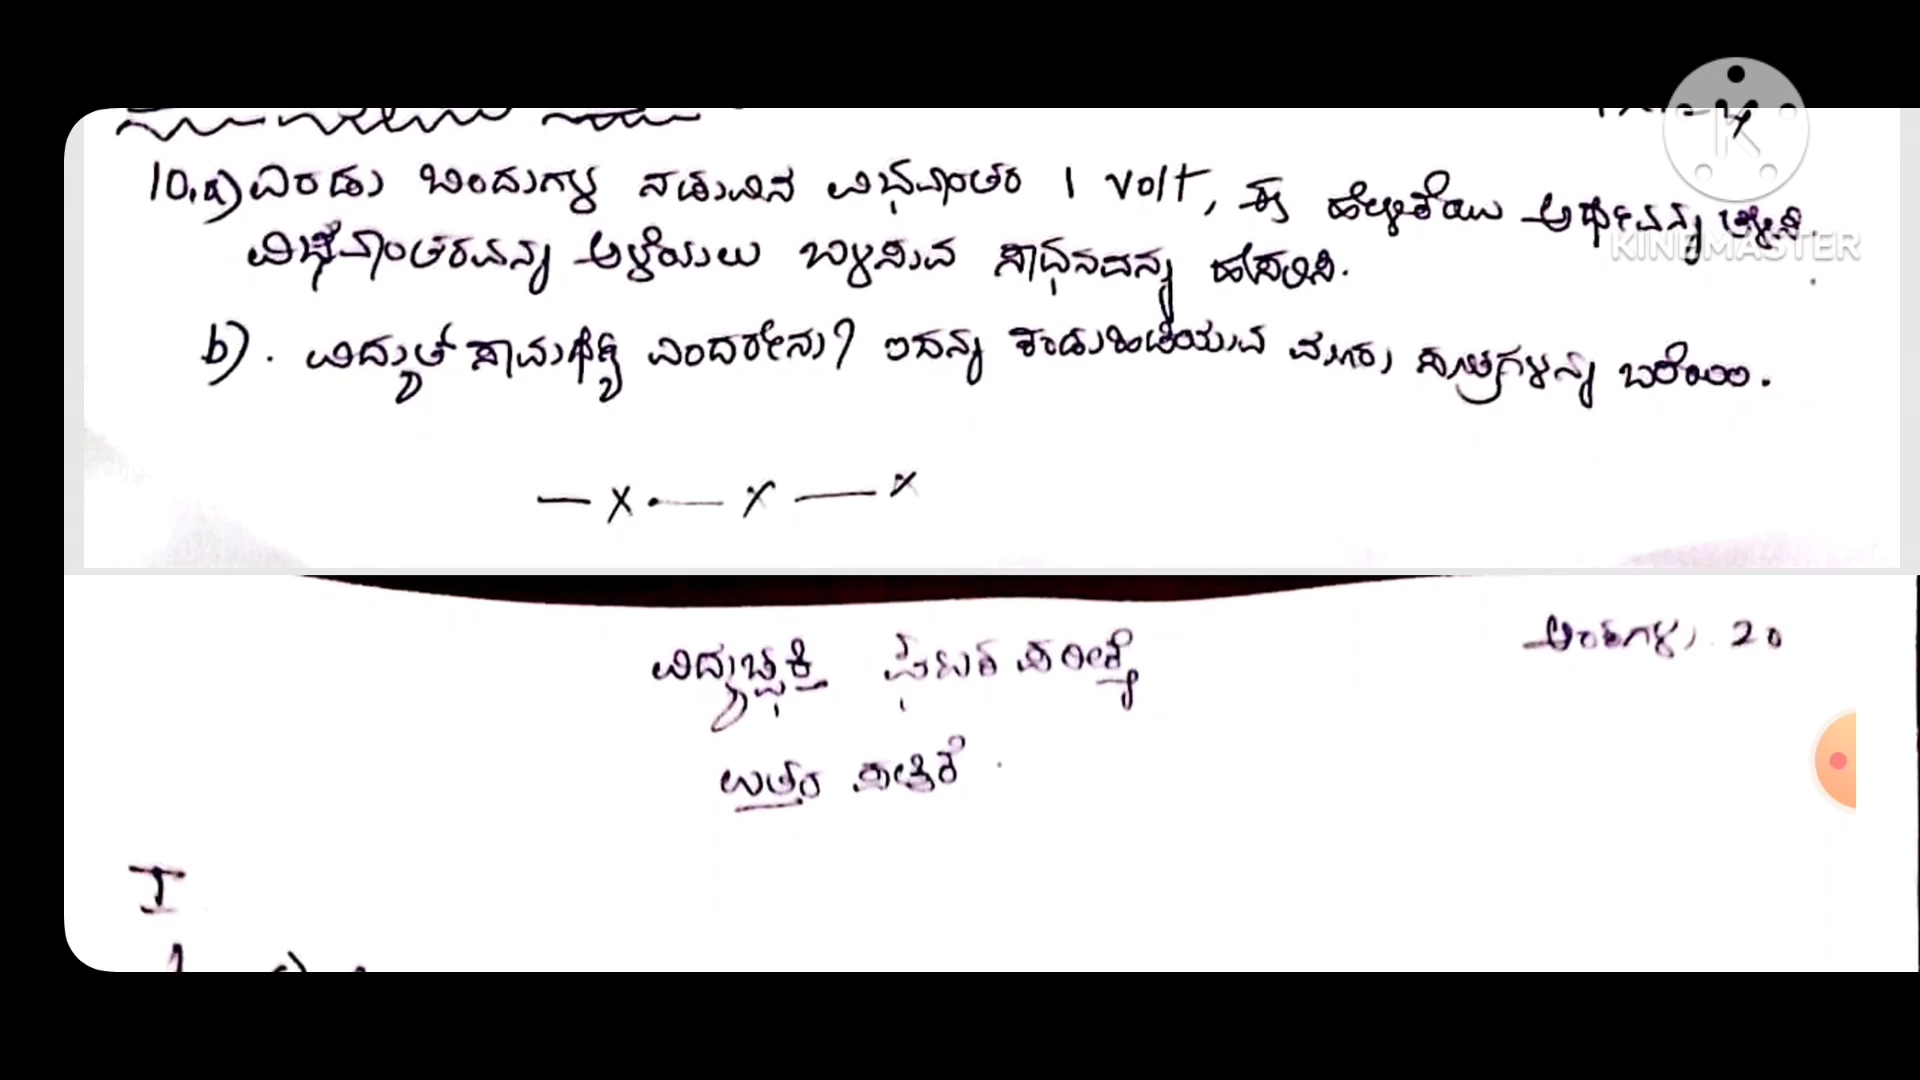 10.a) ಎರಡು ಬಿಂದುಗಳ ನಡುವಿನ ವಿಭವಾಂತರ 1 volt, ಈ ಹೇಳಿಕೆಯ ಅರ್ಥವನ್ನು ತಿಳಿಸಿ.
ವಿಭವಾಂತರವನ್ನು ಅಳೆಯಲು ಬಳಸುವ ಸಾಧನವನ್ನು ಹೆಸರಿಸಿ.
b). ವಿದ್ಯುತ್ ಸಾಮರ್ಥ್ಯ ಎಂದರೇನು? ಇದನ್ನು ಕಂಡುಹಿಡಿಯುವ ಮೂರು ಸೂತ್ರಗಳನ್ನು ಬರೆಯಿರಿ.
—x.—x—x
KINEMASTER
ಅಂಕಗಳು. 20
ವಿದ್ಯುಚ್ಛಕ್ತಿ ಘಟಕ ಪರೀಕ್ಷೆ
ಉತ್ತರ ಪತ್ರಿಕೆ.
I